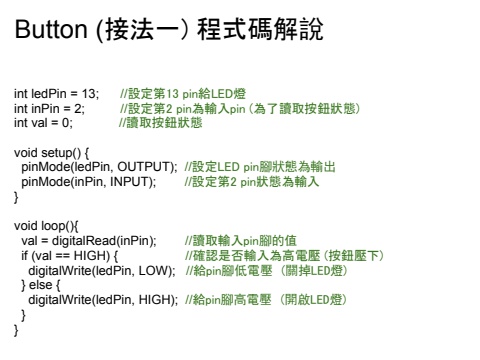 Button (接法一) 程式碼解說
int ledPin = 13; //設定第13 pin給LED燈
int inPin = 2; //設定第2 pin為輸入pin (為了讀取按鈕狀態)
int val = 0; //讀取按鈕狀態
void setup() {
pinMode(ledPin, OUTPUT); //設定LED pin腳狀態為輸出
pinMode(inPin, INPUT); //設定第2 pin狀態為輸入
}
void loop(){
val = digitalRead(inPin); //讀取輸入pin腳的值
if (val == HIGH) { //確認是否輸入為高電壓 (按鈕壓下)
digitalWrite(ledPin, LOW); //給pin腳低電壓 (關掉LED燈)
} else {
digitalWrite(ledPin, HIGH); //給pin腳高電壓 (開啟LED燈)
}
}